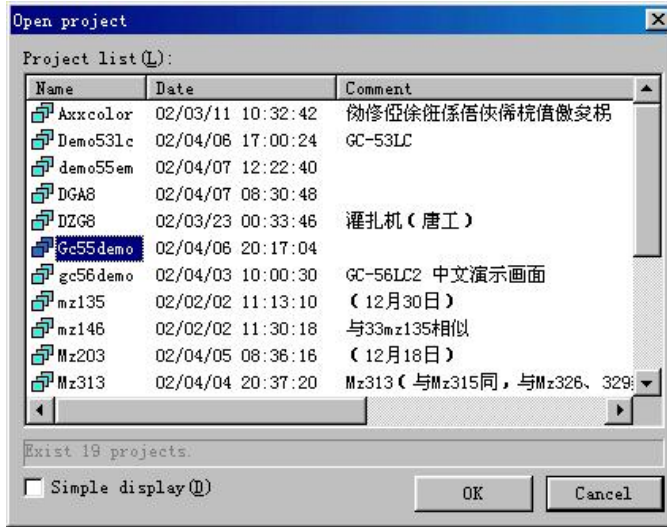 Open project
Project list(L):
Name Date Comment
Axxcolor 02/03/11 10:32:42
Demo53lc 02/04/06 17:00:24 GC-53LC
demo55em 02/04/07 12:22:40
DGA8 02/04/07 08:30:48
DZG8 02/03/23 00:33:46 灌扎机(唐工)
Gc55demo 02/04/06 20:17:04
gc56demo 02/04/03 10:00:30 GC-56LC2 中文演示画面
mz135 02/02/02 11:13:10 (12月30日)
mz146 02/02/02 11:30:18 与33mz135相似
Mz203 02/04/05 08:36:16 (12月18日)
Mz313 02/04/04 20:37:20 Mz313(与Mz315同,与Mz326、329
Exist 19 projects.
Simple display(D)
OK Cancel